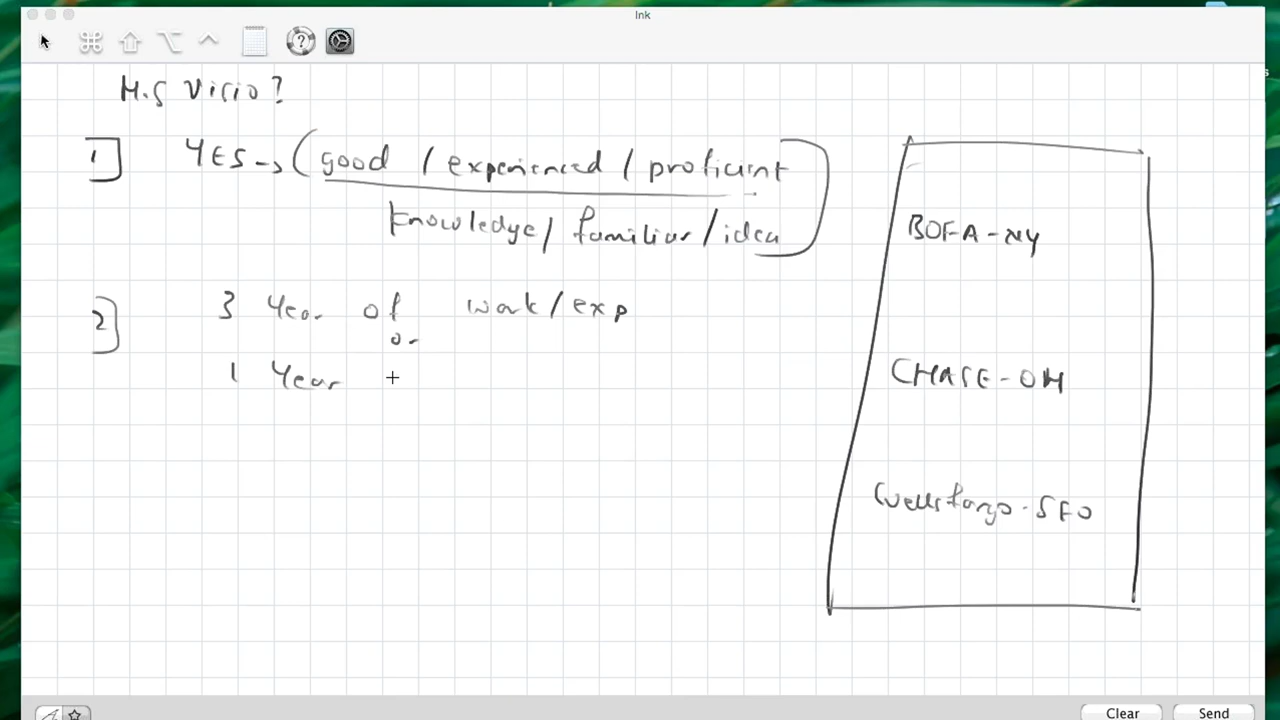 Ink
M.S Visio?
1] YES -> (good / experienced / proficient
knowledge / familiar / idea)
2] 3 Year of work / exp
or
1 Year
BOFA - NY
CHASE - OH
Wellsfargo - SFO
Clear
Send